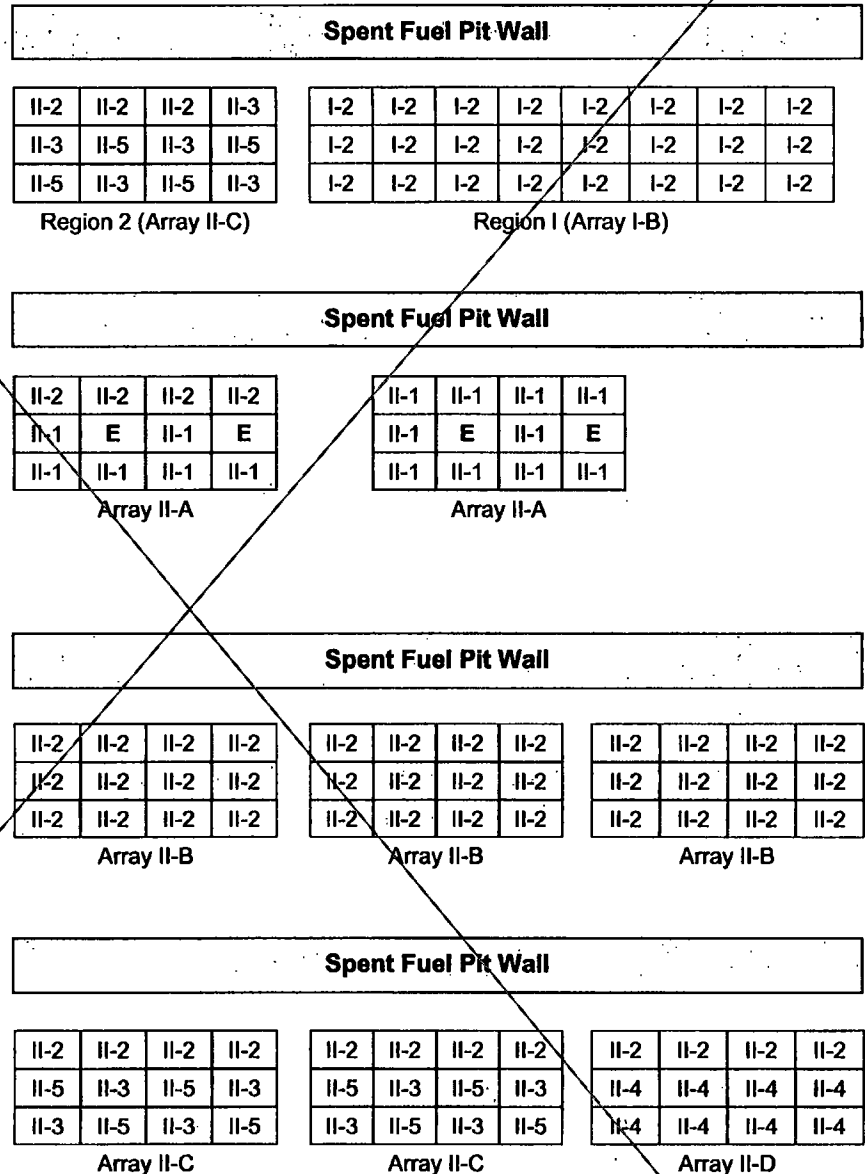 Spent Fuel Pit Wall
II-2 II-2 II-2 II-3 I-2 I-2 I-2 I-2 I-2 I-2 I-2 I-2
II-3 II-5 II-3 II-5 I-2 I-2 I-2 I-2 I-2 I-2 I-2 I-2
II-5 II-3 II-5 II-3 I-2 I-2 I-2 I-2 I-2 I-2 I-2 I-2
Region 2 (Array II-C) Region I (Array I-B)
Spent Fuel Pit Wall
II-2 II-2 II-2 II-2 II-1 II-1 II-1 II-1
II-1 E II-1 E II-1 E II-1 E
II-1 II-1 II-1 II-1 II-1 II-1 II-1 II-1
Array II-A Array II-A
Spent Fuel Pit Wall
II-2 II-2 II-2 II-2 II-2 II-2 II-2 II-2 II-2 II-2 II-2 II-2
II-2 II-2 II-2 II-2 II-2 II-2 II-2 II-2 II-2 II-2 II-2 II-2
II-2 II-2 II-2 II-2 II-2 II-2 II-2 II-2 II-2 II-2 II-2 II-2
Array II-B Array II-B Array II-B
Spent Fuel Pit Wall
II-2 II-2 II-2 II-2 II-2 II-2 II-2 II-2 II-2 II-2 II-2 II-2
II-5 II-3 II-5 II-3 II-5 II-3 II-5 II-3 II-4 II-4 II-4 II-4
II-3 II-5 II-3 II-5 II-3 II-5 II-3 II-5 II-4 II-4 II-4 II-4
Array II-C Array II-C Array II-D